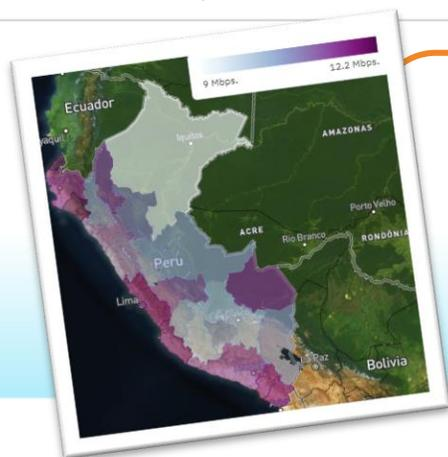 9 Mbps.
12.2 Mbps.
Ecuador
Iquitos
AMAZONAS
Porto Velho
ACRE
Rio Branco
RONDÔNIA
Peru
Lima
La Paz
Bolivia